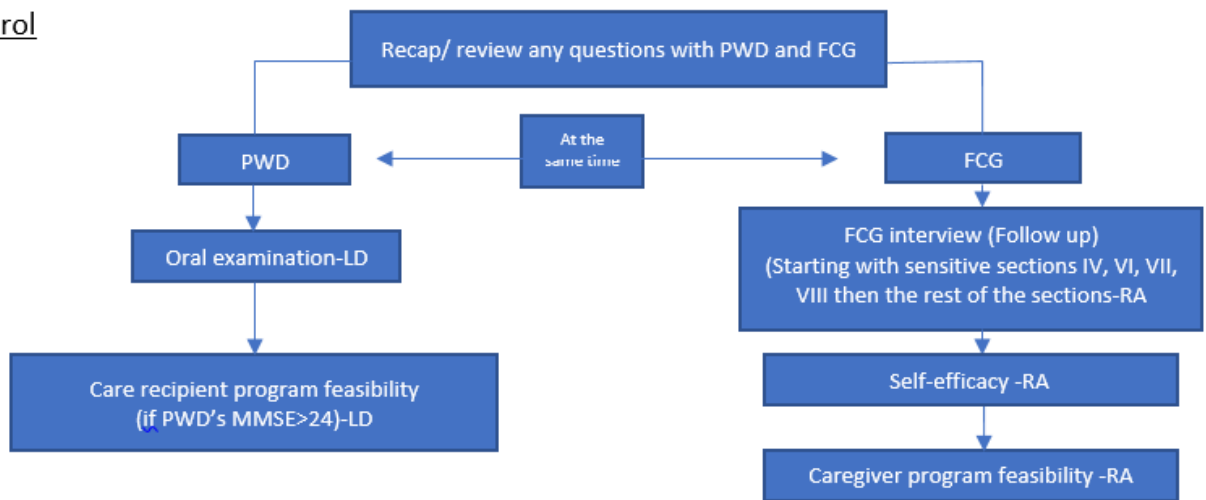 rol
Recap/ review any questions with PWD and FCG
At the
same time
PWD
FCG
Oral examination-LD
FCG interview (Follow up)
(Starting with sensitive sections IV, VI, VII,
VIII then the rest of the sections-RA
Care recipient program feasibility
(if PWD's MMSE>24)-LD
Self-efficacy -RA
Caregiver program feasibility -RA